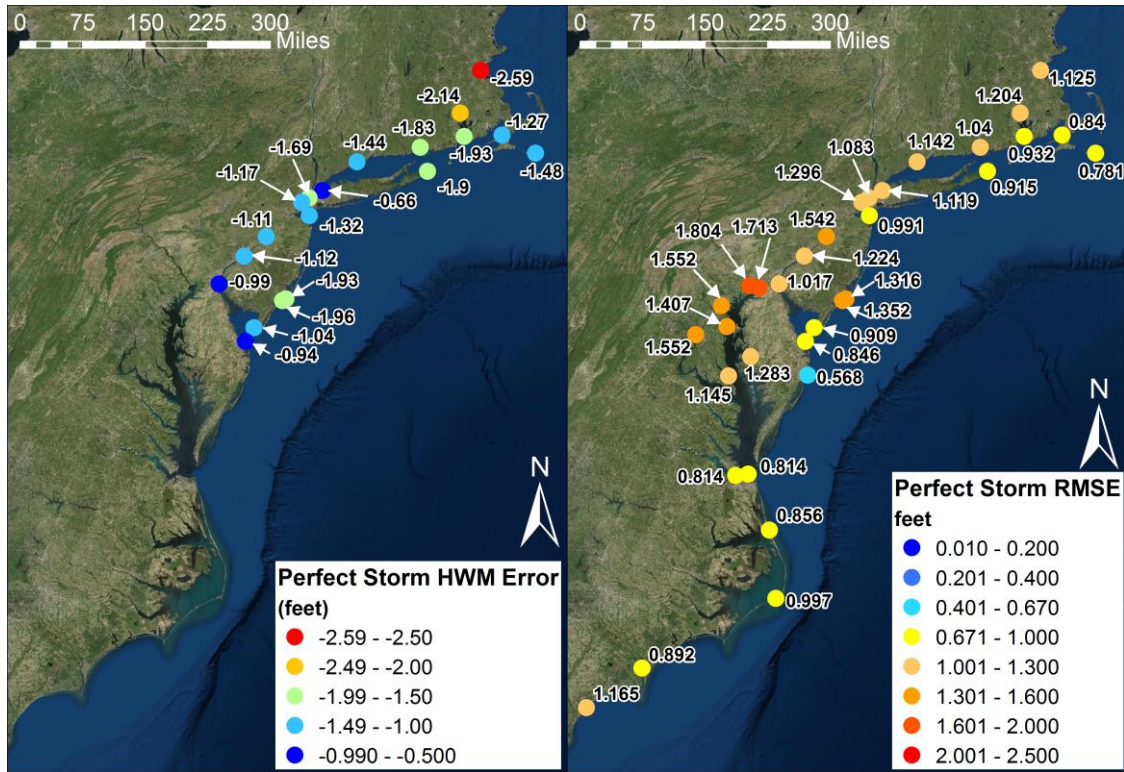 0 75 150 225 300
Miles
-2.59
-2.14
-1.27
-1.83
-1.44
-1.69
-1.93
-1.48
-1.17
-1.9
-0.66
-1.11
-1.32
-1.12
-0.99
-1.93
-1.96
-1.04
-0.94
N
Perfect Storm HWM Error
(feet)
-2.59 - -2.50
-2.49 - -2.00
-1.99 - -1.50
-1.49 - -1.00
-0.990 - -0.500
0 75 150 225 300
Miles
1.125
1.204
0.84
1.04
1.142
1.083
0.932
0.781
1.296
0.915
1.119
1.542
0.991
1.713
1.804
1.224
1.552
1.017
1.316
1.407
1.352
0.909
1.552
0.846
1.283
0.568
1.145
0.814
0.814
0.856
0.997
0.892
1.165
N
Perfect Storm RMSE
feet
0.010 - 0.200
0.201 - 0.400
0.401 - 0.670
0.671 - 1.000
1.001 - 1.300
1.301 - 1.600
1.601 - 2.000
2.001 - 2.500